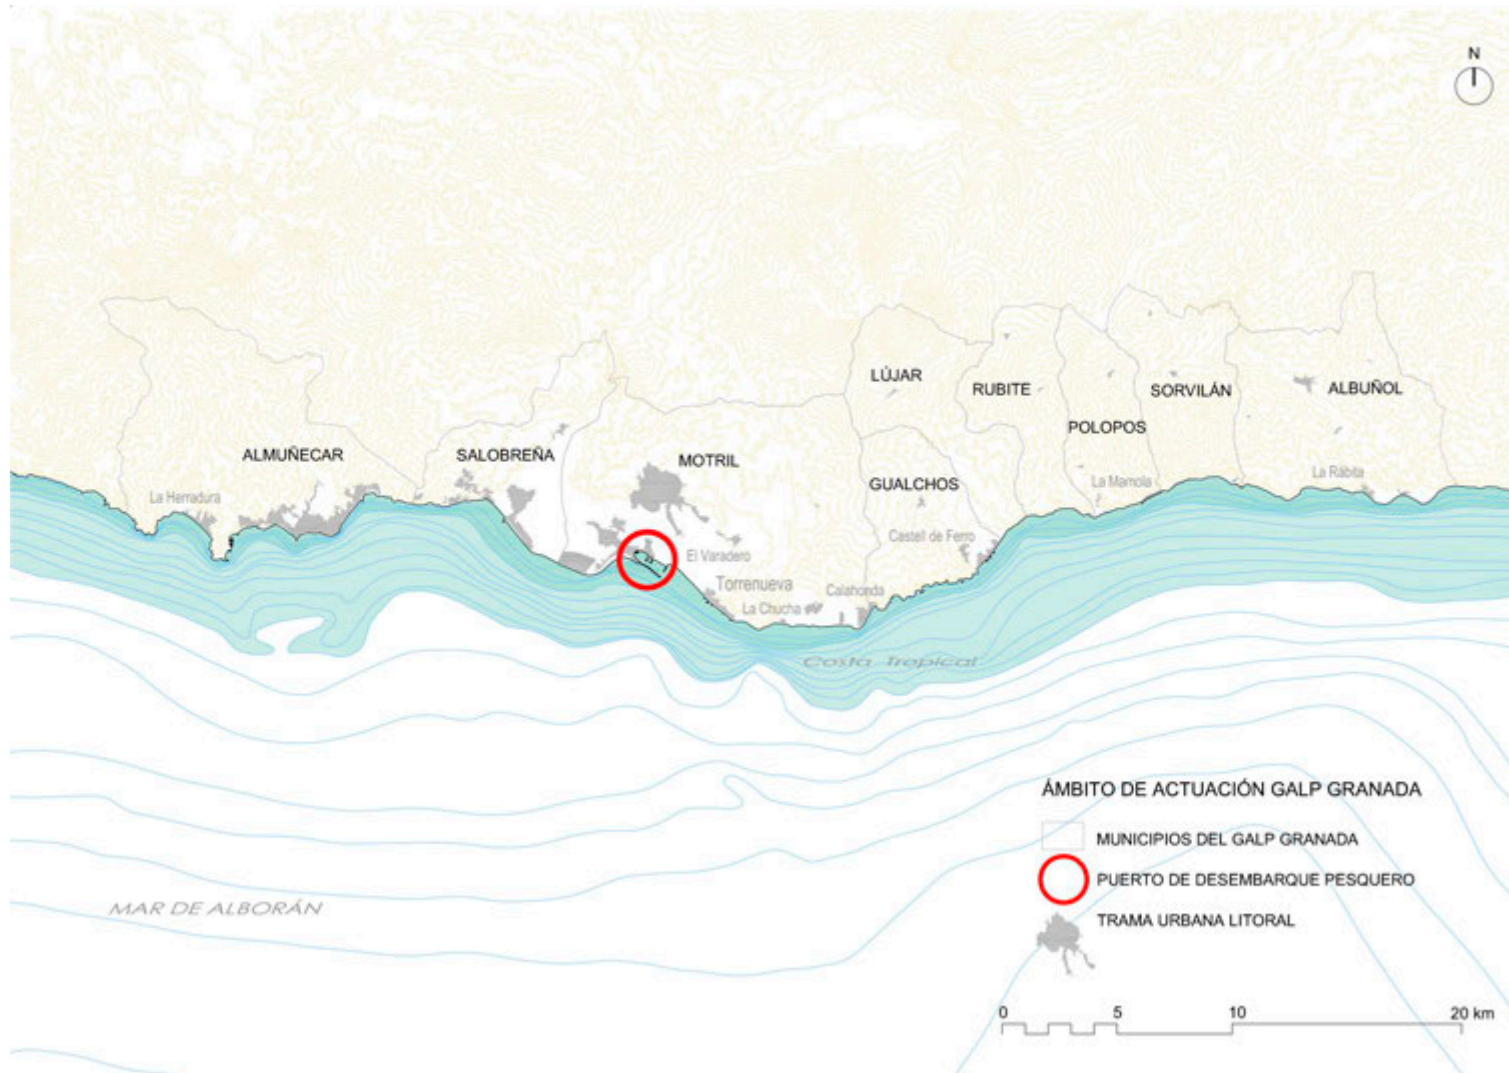 N
LÚJAR
RUBITE
SORVILÁN
ALBUÑOL
POLOPOS
ALMUÑECAR
SALOBREÑA
MOTRIL
GUALCHOS
La Herradura
La Mamola
La Rábita
Castell de Ferro
El Varadero
Torrenueva
Calahonda
La Chucha
Costa Tropical
MAR DE ALBORÁN
ÁMBITO DE ACTUACIÓN GALP GRANADA
MUNICIPIOS DEL GALP GRANADA
PUERTO DE DESEMBARQUE PESQUERO
TRAMA URBANA LITORAL
0 5 10 20 km